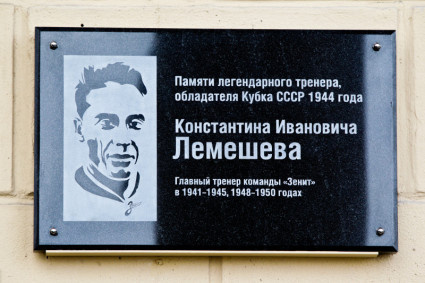 Памяти легендарного тренера,
обладателя Кубка СССР 1944 года
Константина Ивановича
Лемешева
Главный тренер команды «Зенит»
в 1941-1945, 1948-1950 годах